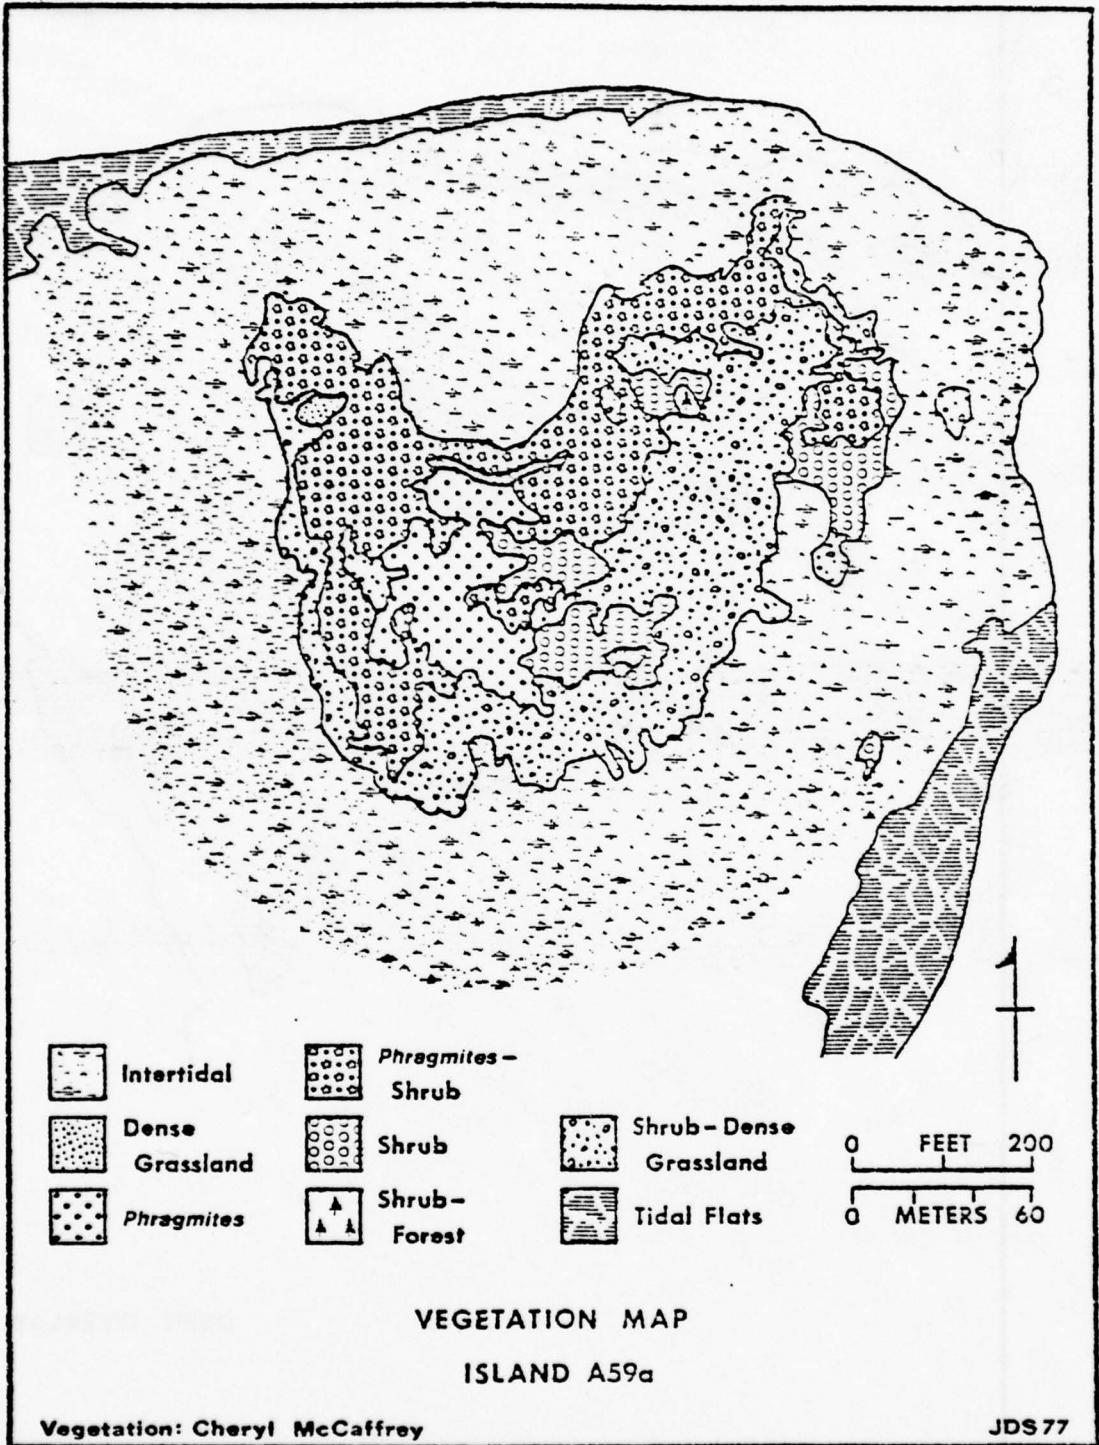 Intertidal
Dense
Grassland
Phragmites
Phragmites-
Shrub
Shrub
Shrub-
Forest
Shrub-Dense
Grassland
Tidal Flats
0 FEET 200
0 METERS 60
VEGETATION MAP
ISLAND A59a
Vegetation: Cheryl McCaffrey
JDS77